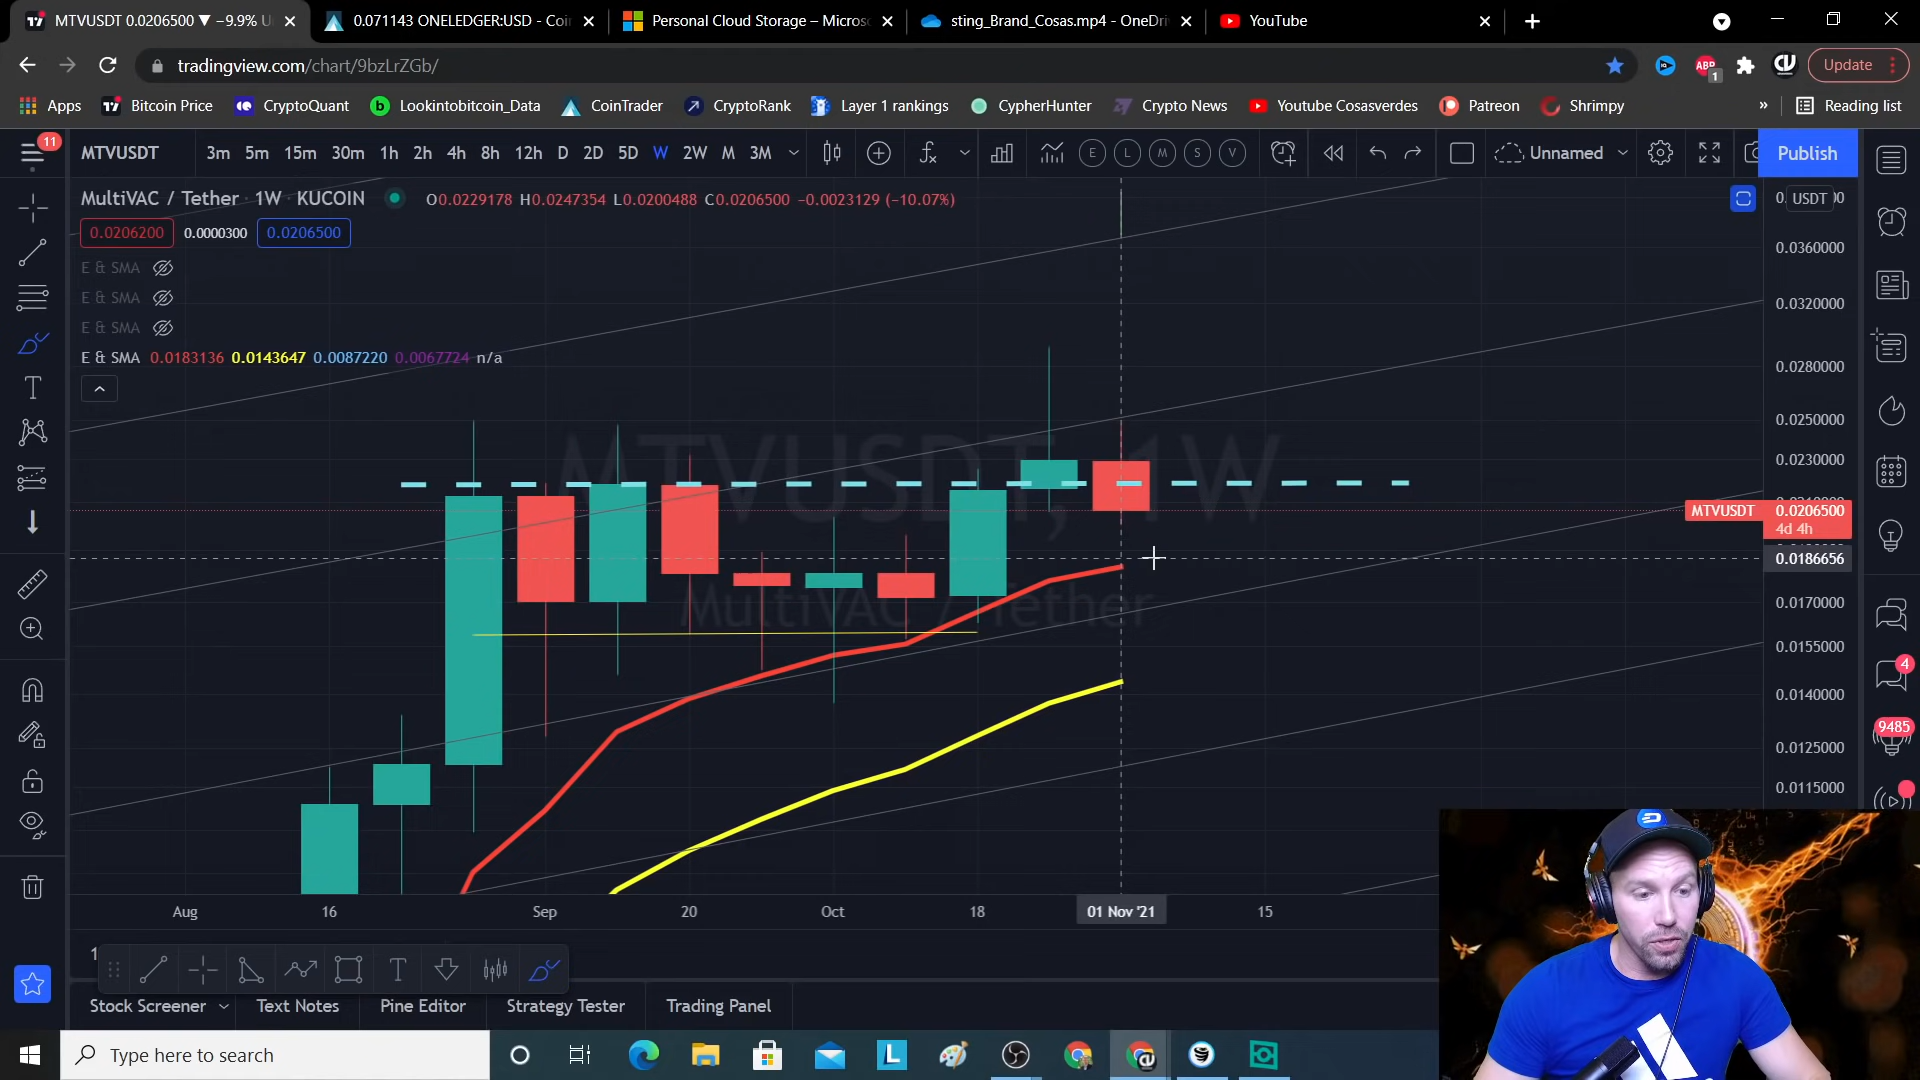 MTVUSDT 0.0206500 ▼ −9.9% U
0.071143 ONELEDGER:USD - Coi
Personal Cloud Storage – Micros
sting_Brand_Cosas.mp4 - OneDri
YouTube
tradingview.com/chart/9bzLrZGb/
ABP
1
Update
Apps
Bitcoin Price
CryptoQuant
Lookintobitcoin_Data
CoinTrader
CryptoRank
Layer 1 rankings
CypherHunter
Crypto News
Youtube Cosasverdes
Patreon
Shrimpy
»
Reading list
11
MTVUSDT
3m 5m 15m 30m 1h 2h 4h 8h 12h D 2D 5D W 2W M 3M
E L M S V
Unnamed
Publish
MultiVAC / Tether · 1W · KUCOIN
O0.0229178 H0.0247354 L0.0200488 C0.0206500 −0.0023129 (−10.07%)
0.0206200 0.0000300 0.0206500
E & SMA
E & SMA
E & SMA
E & SMA 0.0183136 0.0143647 0.0087220 0.0067724 n/a
MTVUSDT, 1W
MultiVAC / Tether
USDT
0.0360000
0.0320000
0.0280000
0.0250000
0.0230000
MTVUSDT 0.0206500
4d 4h
0.0186656
0.0170000
0.0155000
0.0140000
0.0125000
0.0115000
4
9485
Aug 16 Sep 20 Oct 18 01 Nov '21 15
Stock Screener
Text Notes
Pine Editor
Strategy Tester
Trading Panel
Type here to search